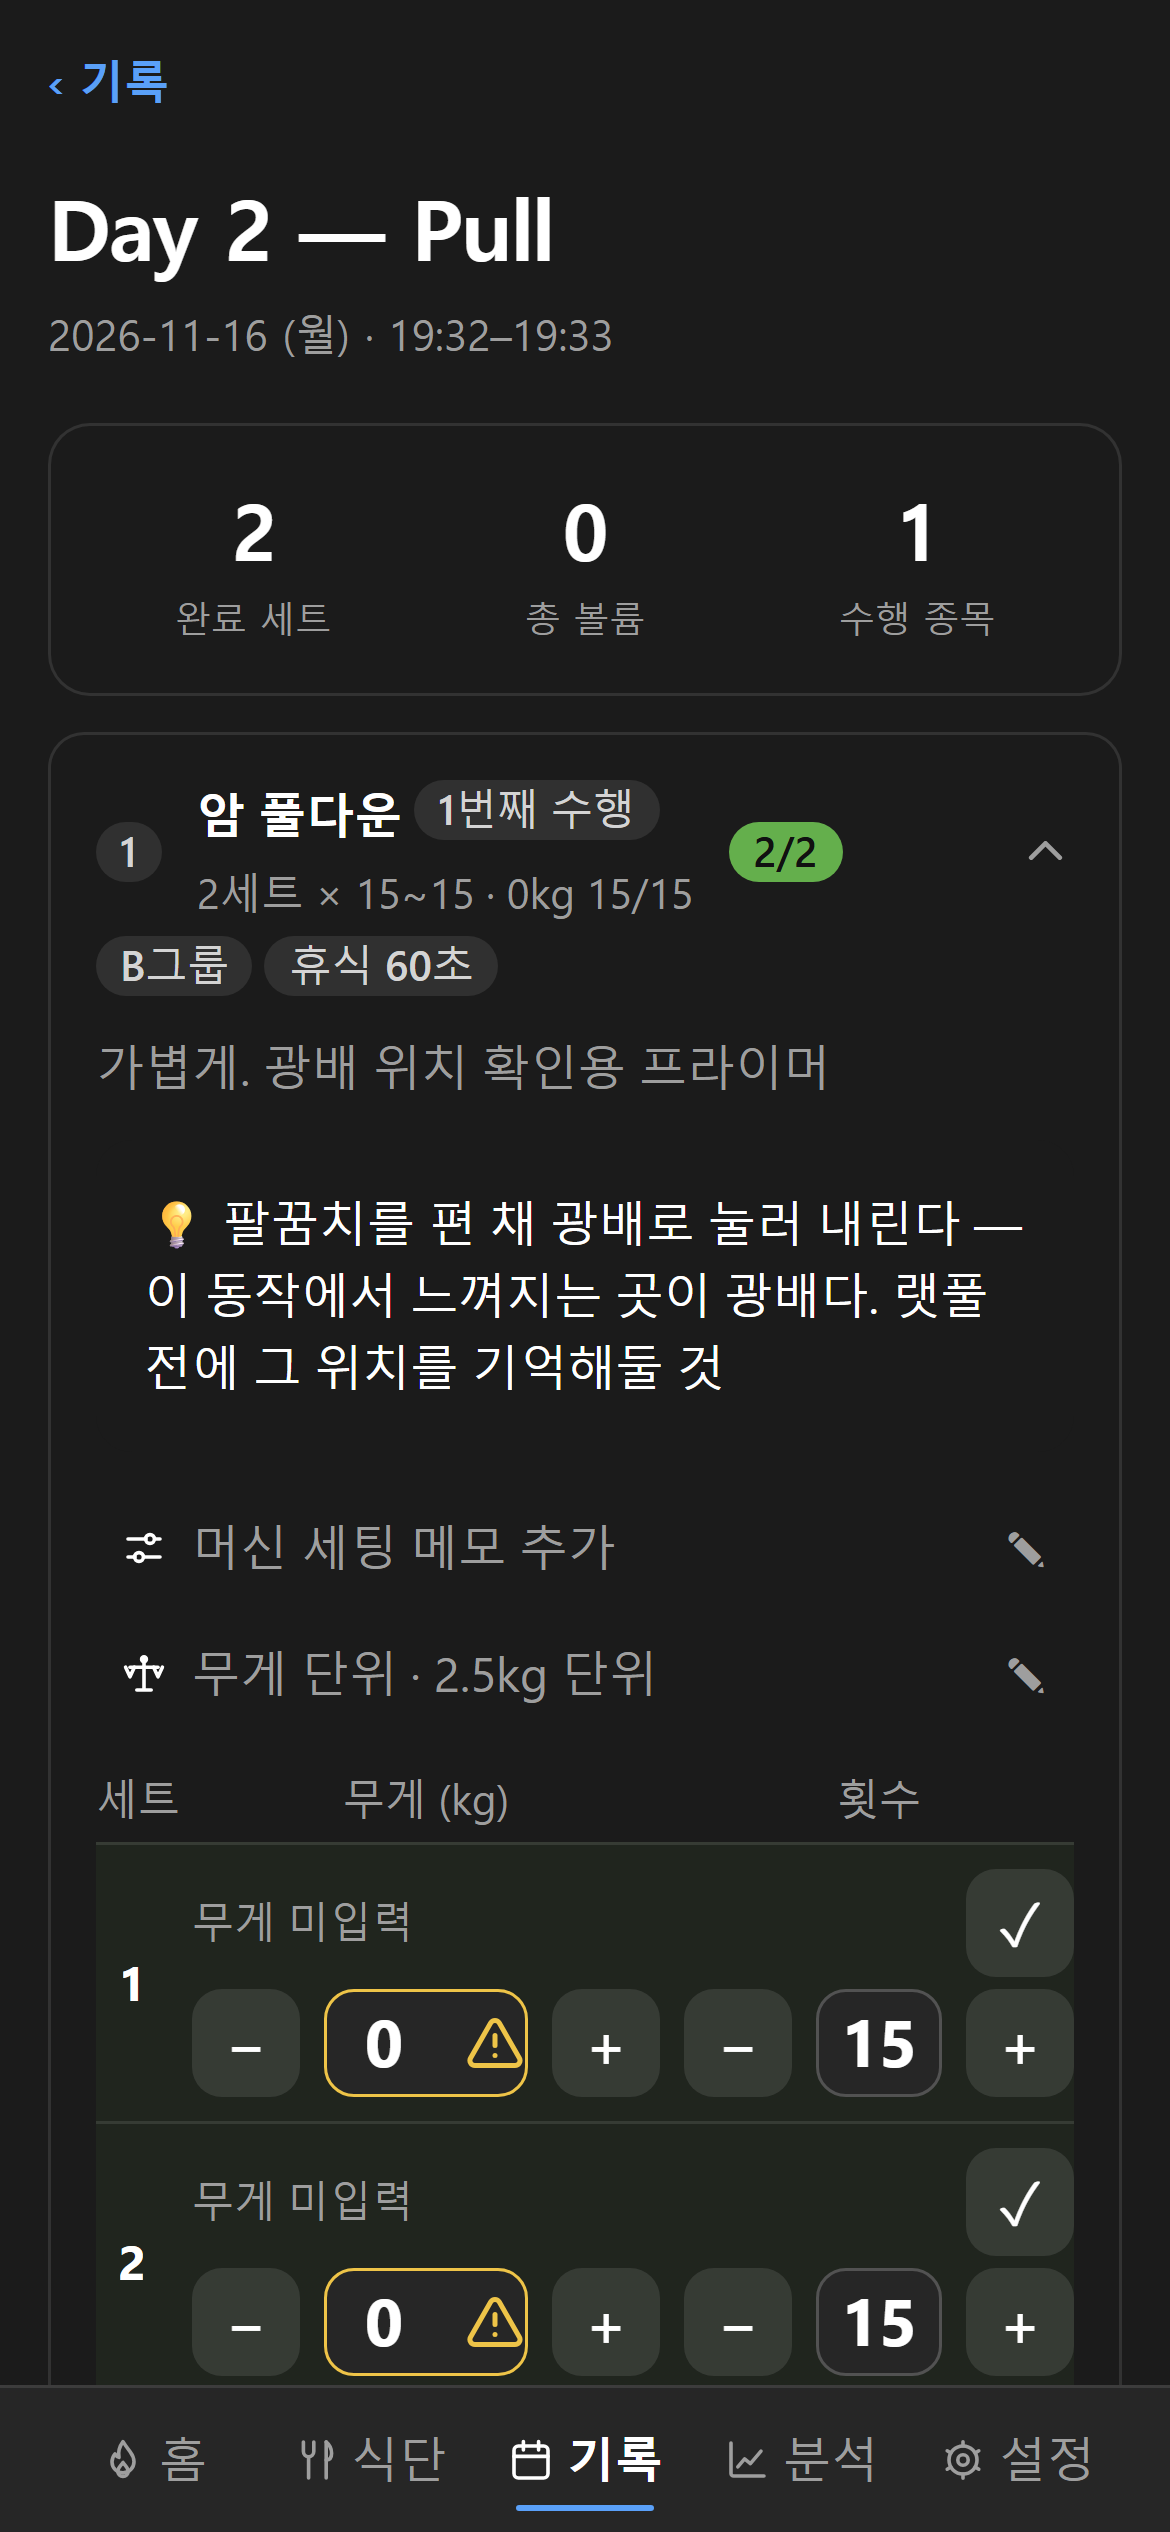 ‹ 기록
Day 2 — Pull
2026-11-16 (월) · 19:32–19:33
2 0 1
완료 세트 총 볼륨 수행 종목
1 암 풀다운 1번째 수행 2/2
2세트 × 15~15 · 0kg 15/15
B그룹 휴식 60초
가볍게. 광배 위치 확인용 프라이머
💡 팔꿈치를 편 채 광배로 눌러 내린다 —
이 동작에서 느껴지는 곳이 광배다. 랫풀
전에 그 위치를 기억해둘 것
머신 세팅 메모 추가
무게 단위 · 2.5kg 단위
세트 무게 (kg) 횟수
무게 미입력 ✓
1 − 0 + − 15 +
무게 미입력 ✓
2 − 0 + − 15 +
홈 식단 기록 분석 설정